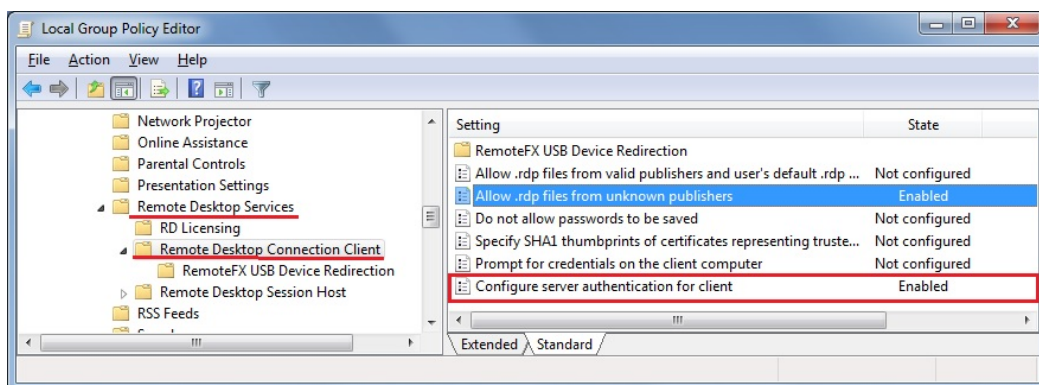 Local Group Policy Editor
File Action View Help
Network Projector
Online Assistance
Parental Controls
Presentation Settings
Remote Desktop Services
RD Licensing
Remote Desktop Connection Client
RemoteFX USB Device Redirection
Remote Desktop Session Host
RSS Feeds
Setting State
RemoteFX USB Device Redirection
Allow .rdp files from valid publishers and user's default .rdp ... Not configured
Allow .rdp files from unknown publishers Enabled
Do not allow passwords to be saved Not configured
Specify SHA1 thumbprints of certificates representing truste... Not configured
Prompt for credentials on the client computer Not configured
Configure server authentication for client Enabled
Extended Standard